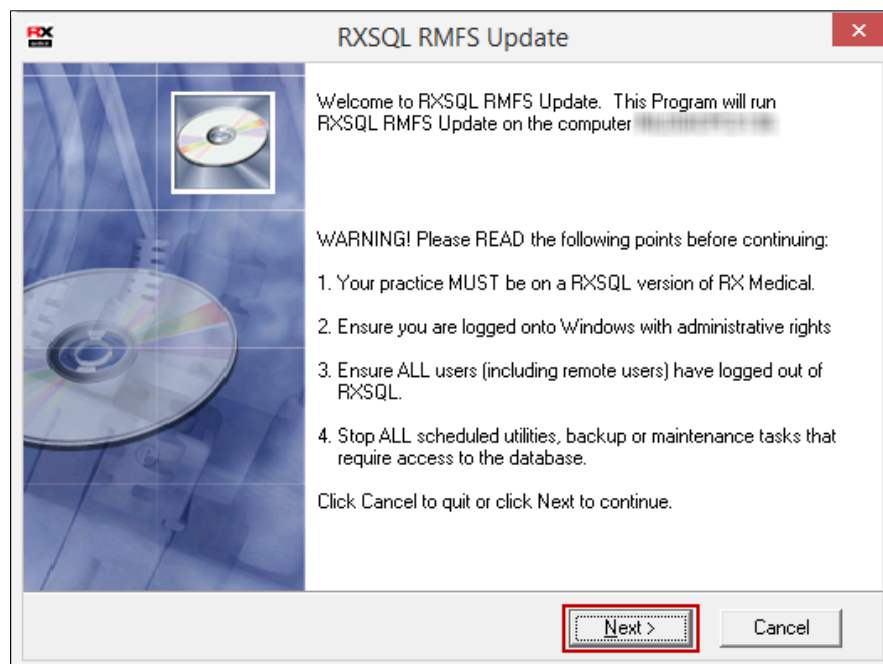 RX
RXSQL RMFS Update
Welcome to RXSQL RMFS Update. This Program will run
RXSQL RMFS Update on the computer
WARNING! Please READ the following points before continuing:
1. Your practice MUST be on a RXSQL version of RX Medical.
2. Ensure you are logged onto Windows with administrative rights
3. Ensure ALL users (including remote users) have logged out of
RXSQL.
4. Stop ALL scheduled utilities, backup or maintenance tasks that
require access to the database.
Click Cancel to quit or click Next to continue.
Next >
Cancel